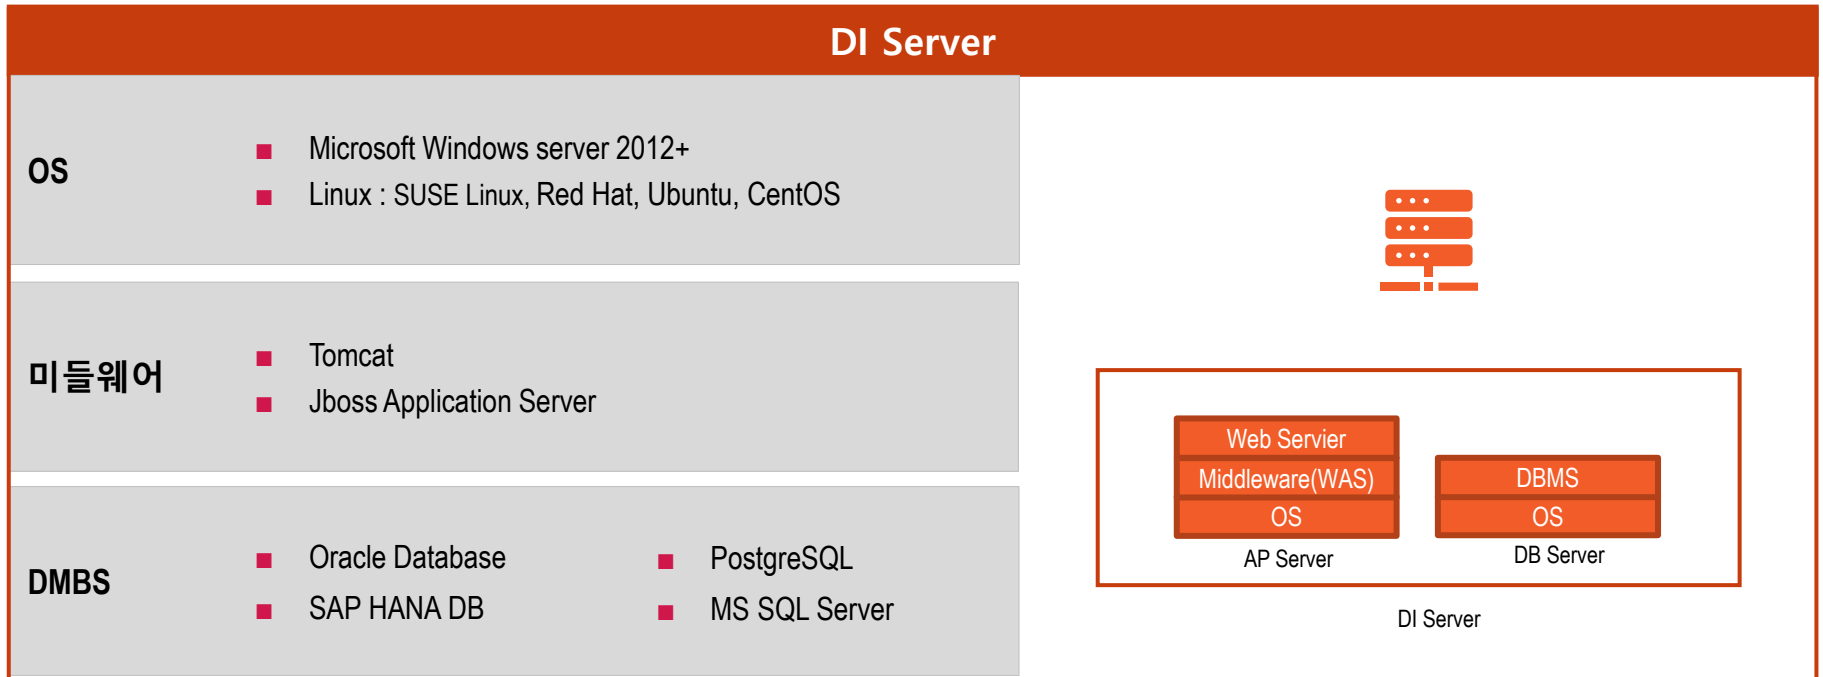 DI Server
OS
Microsoft Windows server 2012+
Linux : SUSE Linux, Red Hat, Ubuntu, CentOS
미들웨어
Tomcat
Jboss Application Server
DMBS
Oracle Database
PostgreSQL
SAP HANA DB
MS SQL Server
Web Servier
Middleware(WAS)
OS
AP Server
DBMS
OS
DB Server
DI Server